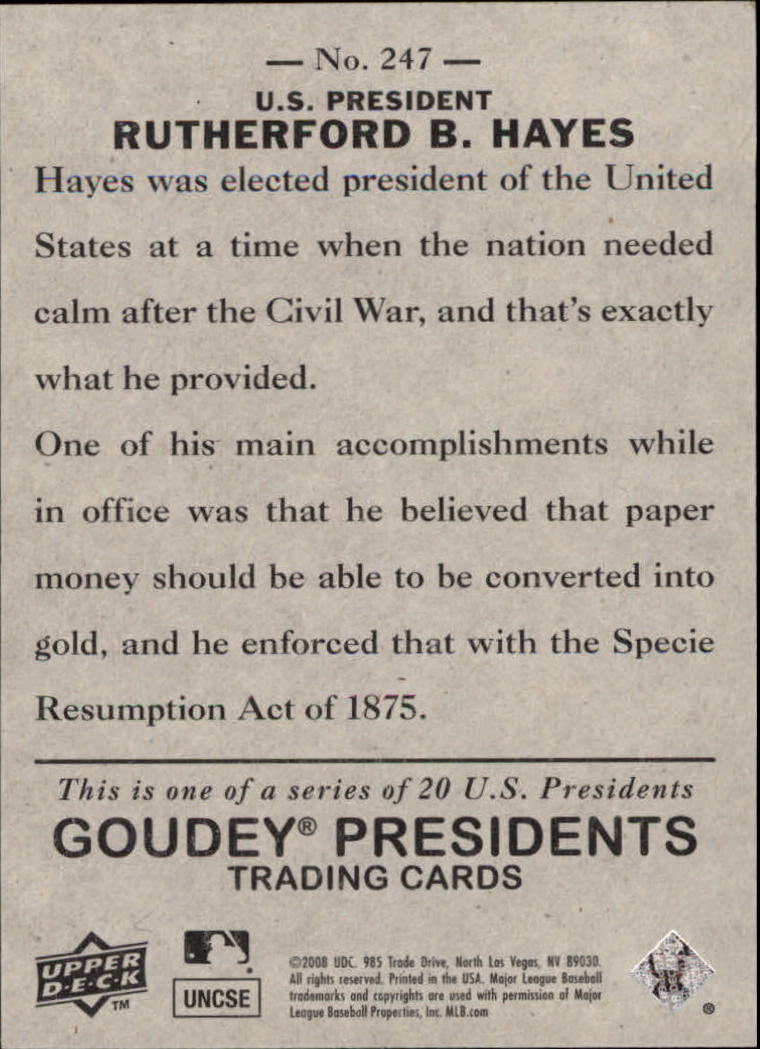 — No. 247 —
U.S. PRESIDENT
RUTHERFORD B. HAYES
Hayes was elected president of the United
States at a time when the nation needed
calm after the Civil War, and that's exactly
what he provided.
One of his main accomplishments while
in office was that he believed that paper
money should be able to be converted into
gold, and he enforced that with the Specie
Resumption Act of 1875.
This is one of a series of 20 U.S. Presidents
GOUDEY® PRESIDENTS
TRADING CARDS
UPPER
D·E·C·K
TM
UNCSE
©2008 UDC. 985 Trade Drive, North Las Vegas, NV 89030.
All rights reserved. Printed in the USA. Major League Baseball
trademarks and copyrights are used with permission of Major
League Baseball Properties, Inc. MLB.com
®